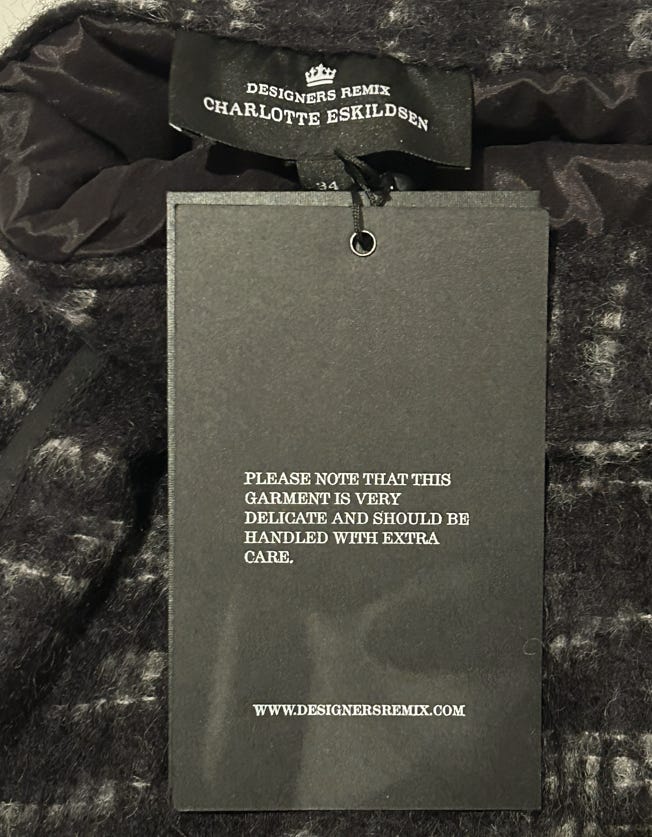 DESIGNERS REMIX
CHARLOTTE ESKILDSEN
34
PLEASE NOTE THAT THIS
GARMENT IS VERY
DELICATE AND SHOULD BE
HANDLED WITH EXTRA
CARE.
WWW.DESIGNERSREMIX.COM